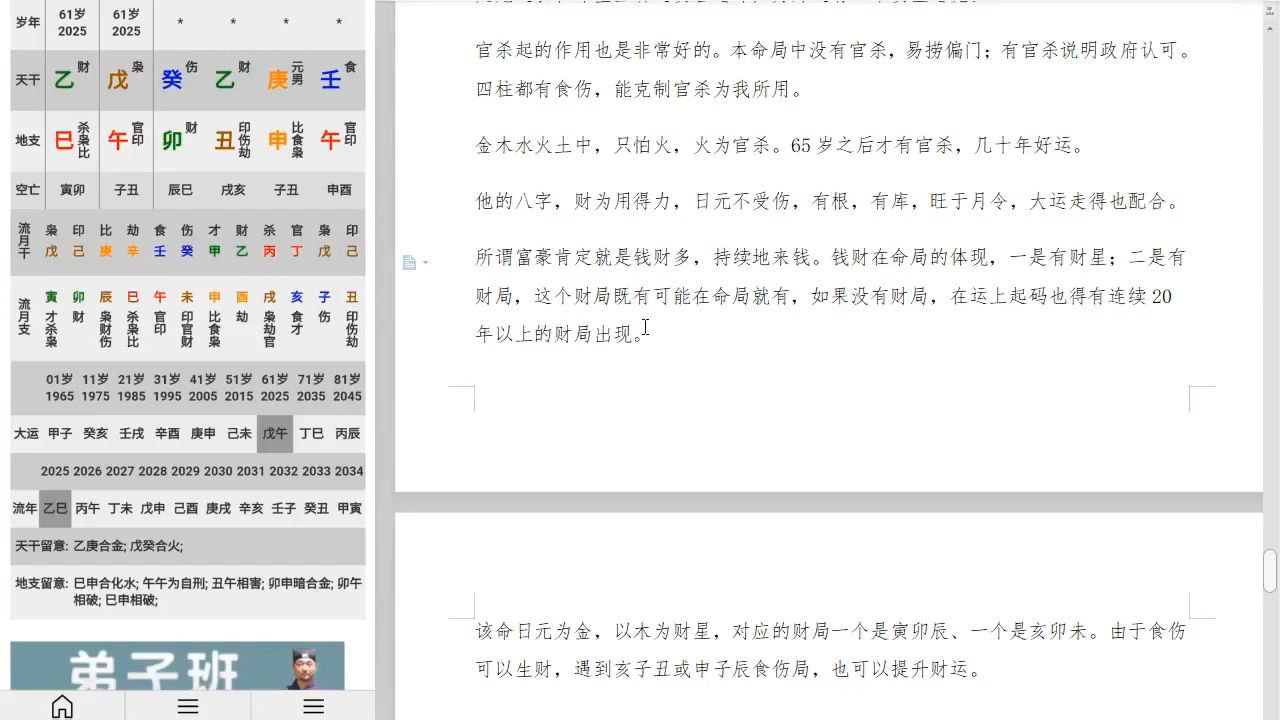 岁年 61岁 61岁 * * * *
2025 2025
天干 乙 财 戊 枭 癸 伤 乙 财 庚 元男 壬 食
地支 巳 杀枭比 午 官印 卯 财 丑 印伤劫 申 比食枭 午 官印
空亡 寅卯 子丑 辰巳 戌亥 子丑 申酉
流月干 枭 印 比 劫 食 伤 才 财 杀 官 枭 印
戊 己 庚 辛 壬 癸 甲 乙 丙 丁 戊 己
流月支 寅 卯 辰 巳 午 未 申 酉 戌 亥 子 丑
才杀枭 财 枭财伤 杀枭比 官印 印官财 比食枭 劫 枭劫官 食才 伤 印伤劫
01岁 11岁 21岁 31岁 41岁 51岁 61岁 71岁 81岁
1965 1975 1985 1995 2005 2015 2025 2035 2045
大运 甲子 癸亥 壬戌 辛酉 庚申 己未 戊午 丁巳 丙辰
2025 2026 2027 2028 2029 2030 2031 2032 2033 2034
流年 乙巳 丙午 丁未 戊申 己酉 庚戌 辛亥 壬子 癸丑 甲寅
天干留意: 乙庚合金; 戊癸合火;
地支留意: 巳申合化水; 午午为自刑; 丑午相害; 卯申暗合金; 卯午
相破; 巳申相破;
弟子班
官杀起的作用也是非常好的。本命局中没有官杀，易捞偏门；有官杀说明政府认可。
四柱都有食伤，能克制官杀为我所用。
金木水火土中，只怕火，火为官杀。65 岁之后才有官杀，几十年好运。
他的八字，财为用得力，日元不受伤，有根，有库，旺于月令，大运走得也配合。
所谓富豪肯定就是钱财多，持续地来钱。钱财在命局的体现，一是有财星；二是有
财局，这个财局既有可能在命局就有，如果没有财局，在运上起码也得有连续 20
年以上的财局出现。
该命日元为金，以木为财星，对应的财局一个是寅卯辰、一个是亥卯未。由于食伤
可以生财，遇到亥子丑或申子辰食伤局，也可以提升财运。